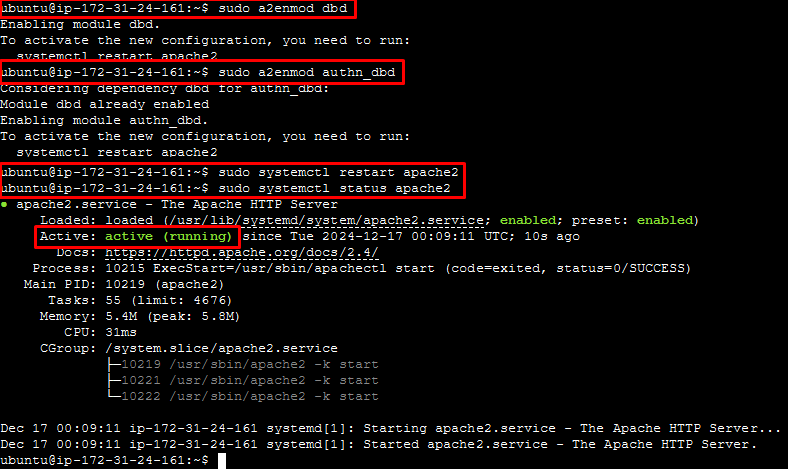 ubuntu@ip-172-31-24-161:~$ sudo a2enmod dbd
Enabling module dbd.
To activate the new configuration, you need to run:
  systemctl restart apache2
ubuntu@ip-172-31-24-161:~$ sudo a2enmod authn_dbd
Considering dependency dbd for authn_dbd:
Module dbd already enabled
Enabling module authn_dbd.
To activate the new configuration, you need to run:
  systemctl restart apache2
ubuntu@ip-172-31-24-161:~$ sudo systemctl restart apache2
ubuntu@ip-172-31-24-161:~$ sudo systemctl status apache2
● apache2.service - The Apache HTTP Server
     Loaded: loaded (/usr/lib/systemd/system/apache2.service; enabled; preset: enabled)
     Active: active (running) since Tue 2024-12-17 00:09:11 UTC; 10s ago
       Docs: https://httpd.apache.org/docs/2.4/
    Process: 10215 ExecStart=/usr/sbin/apachectl start (code=exited, status=0/SUCCESS)
   Main PID: 10219 (apache2)
      Tasks: 55 (limit: 4676)
     Memory: 5.4M (peak: 5.8M)
        CPU: 31ms
     CGroup: /system.slice/apache2.service
             ├─10219 /usr/sbin/apache2 -k start
             ├─10221 /usr/sbin/apache2 -k start
             └─10222 /usr/sbin/apache2 -k start
Dec 17 00:09:11 ip-172-31-24-161 systemd[1]: Starting apache2.service - The Apache HTTP Server...
Dec 17 00:09:11 ip-172-31-24-161 systemd[1]: Started apache2.service - The Apache HTTP Server.
ubuntu@ip-172-31-24-161:~$